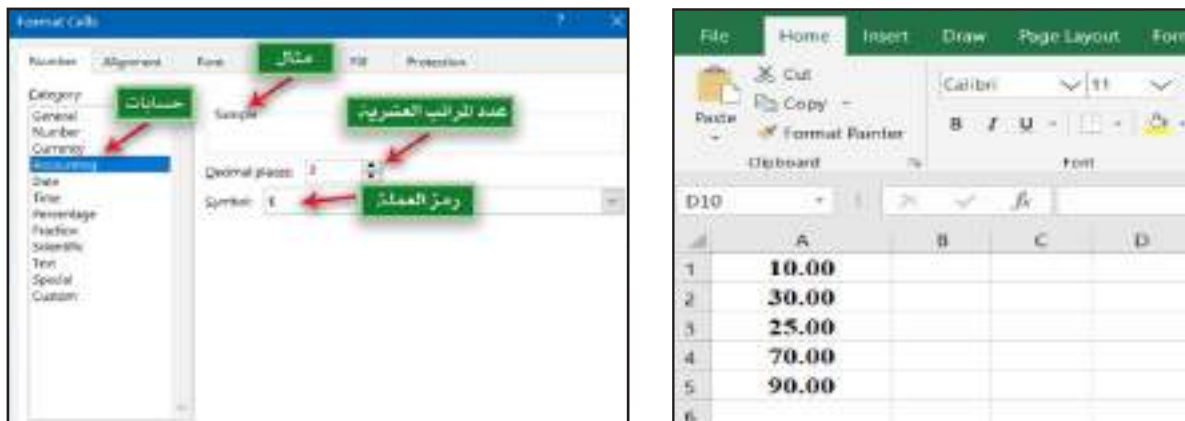 Format Cells
Number Alignment Font مثال Fill Protection
Category
حسابات
General
Number
Currency
Accounting
Date
Time
Percentage
Fraction
Scientific
Text
Special
Custom
Sample
عدد المراتب العشرية
Decimal places: 2
Symbol:
رمز العملة
File Home Insert Draw Page Layout Form
Paste
Cut
Copy
Format Painter
Clipboard
Calibri 11
B I U
Font
D10 fx
A B C D
1 10.00
2 30.00
3 25.00
4 70.00
5 90.00
6